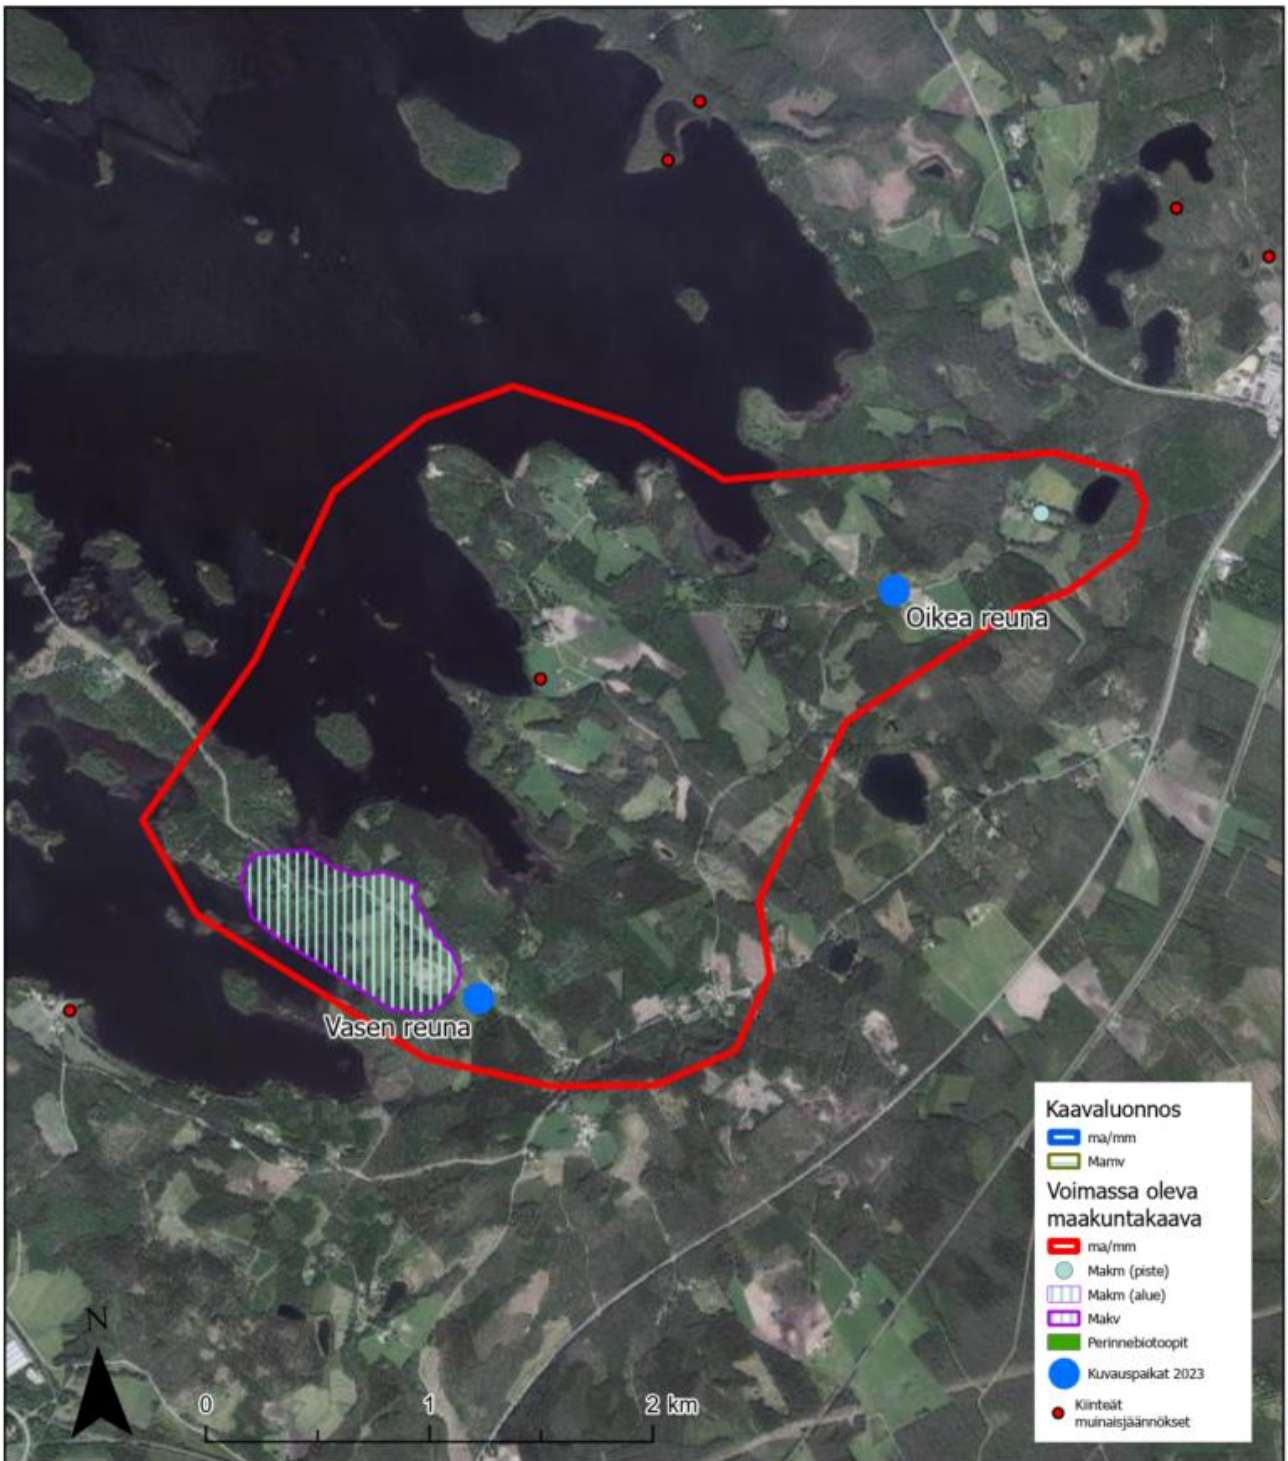 Oikea reuna
Vasen reuna
N
0 1 2 km
Kaavaluonnos
ma/mm
Mamv
Voimassa oleva
maakuntakaava
ma/mm
Makm (piste)
Makm (alue)
Makv
Perinnebiotoopit
Kuvauspaikat 2023
Kiinteät
muinaisjäännökset